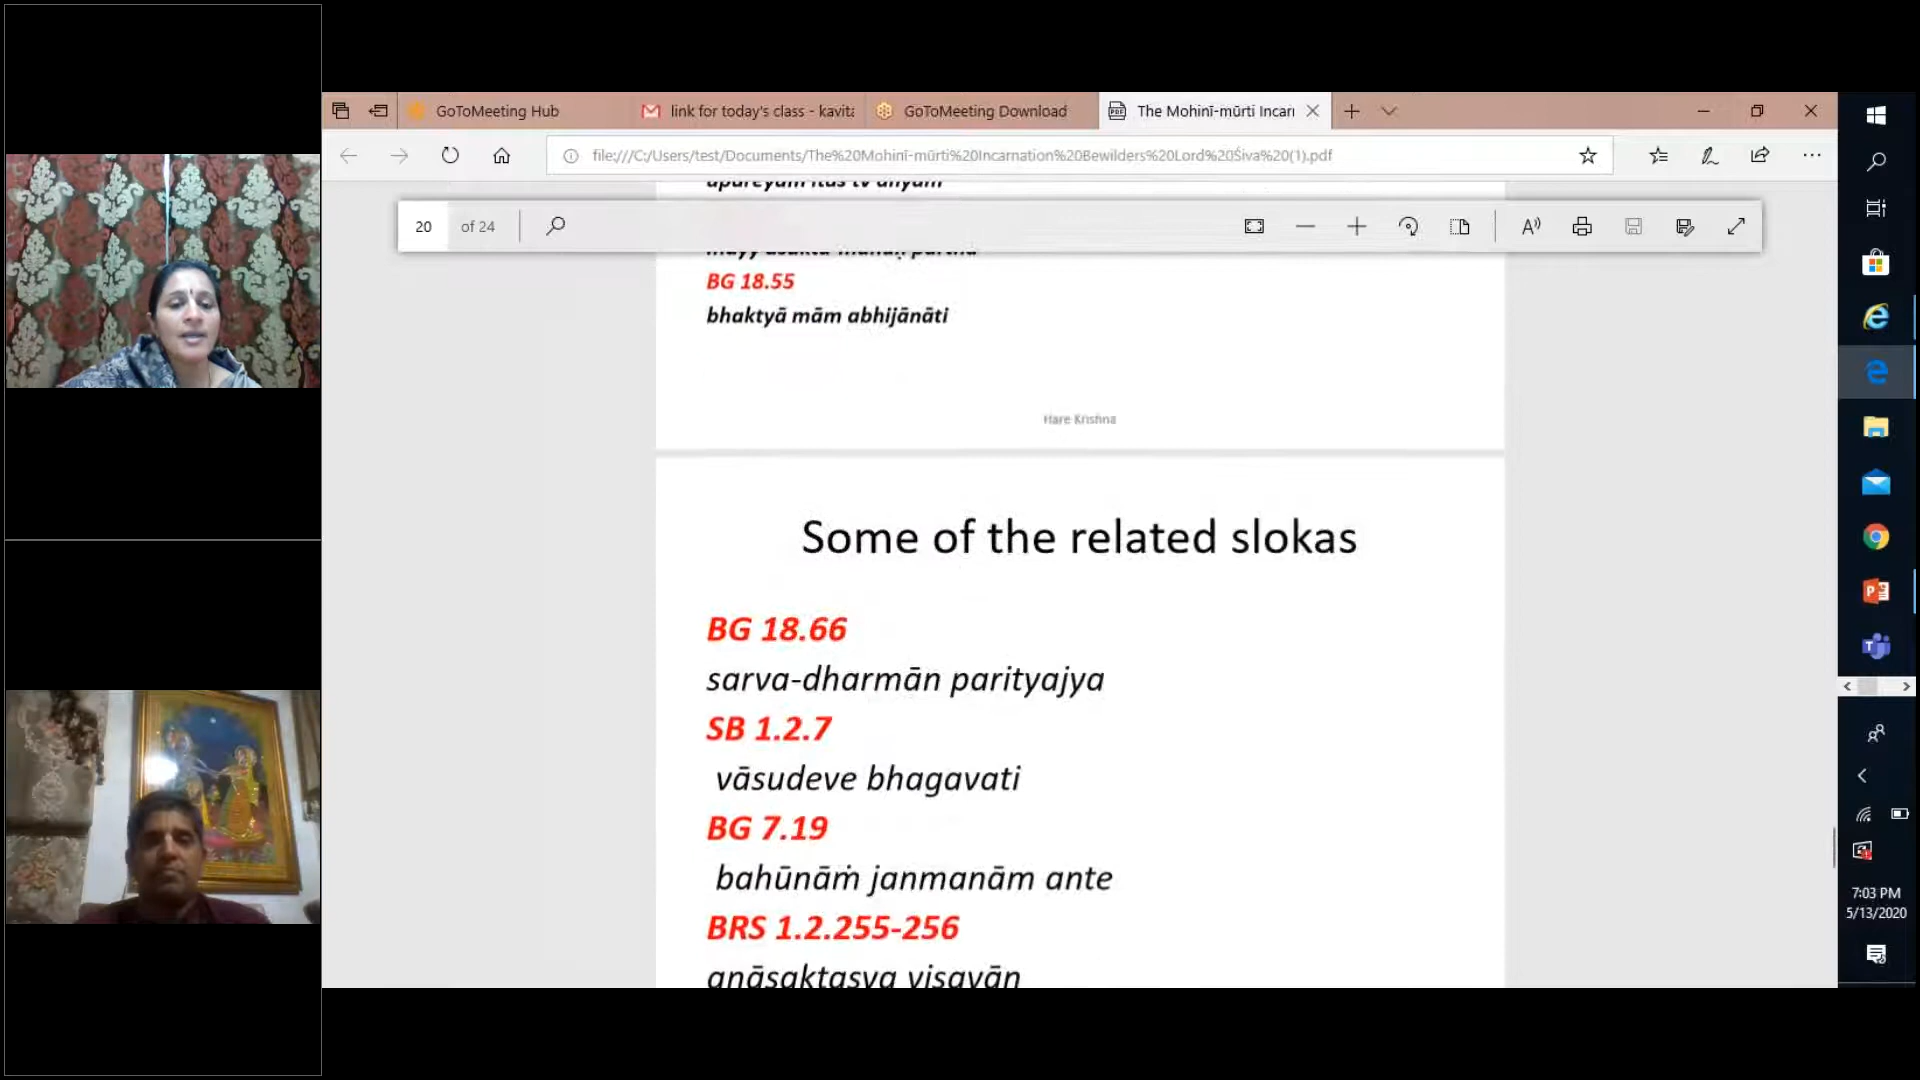 GoToMeeting Hub
link for today's class - kavita
GoToMeeting Download
The Mohinī-mūrti Incarn
file:///C:/Users/test/Documents/The%20Mohinī-mūrti%20Incarnation%20Bewilders%20Lord%20Śiva%20(1).pdf
20 of 24
BG 18.55
bhaktyā mām abhijānāti
Hare Krishna
Some of the related slokas
BG 18.66
sarva-dharmān parityajya
SB 1.2.7
vāsudeve bhagavati
BG 7.19
bahūnāṁ janmanām ante
BRS 1.2.255-256
anāsaktasya viṣayān
7:03 PM
5/13/2020